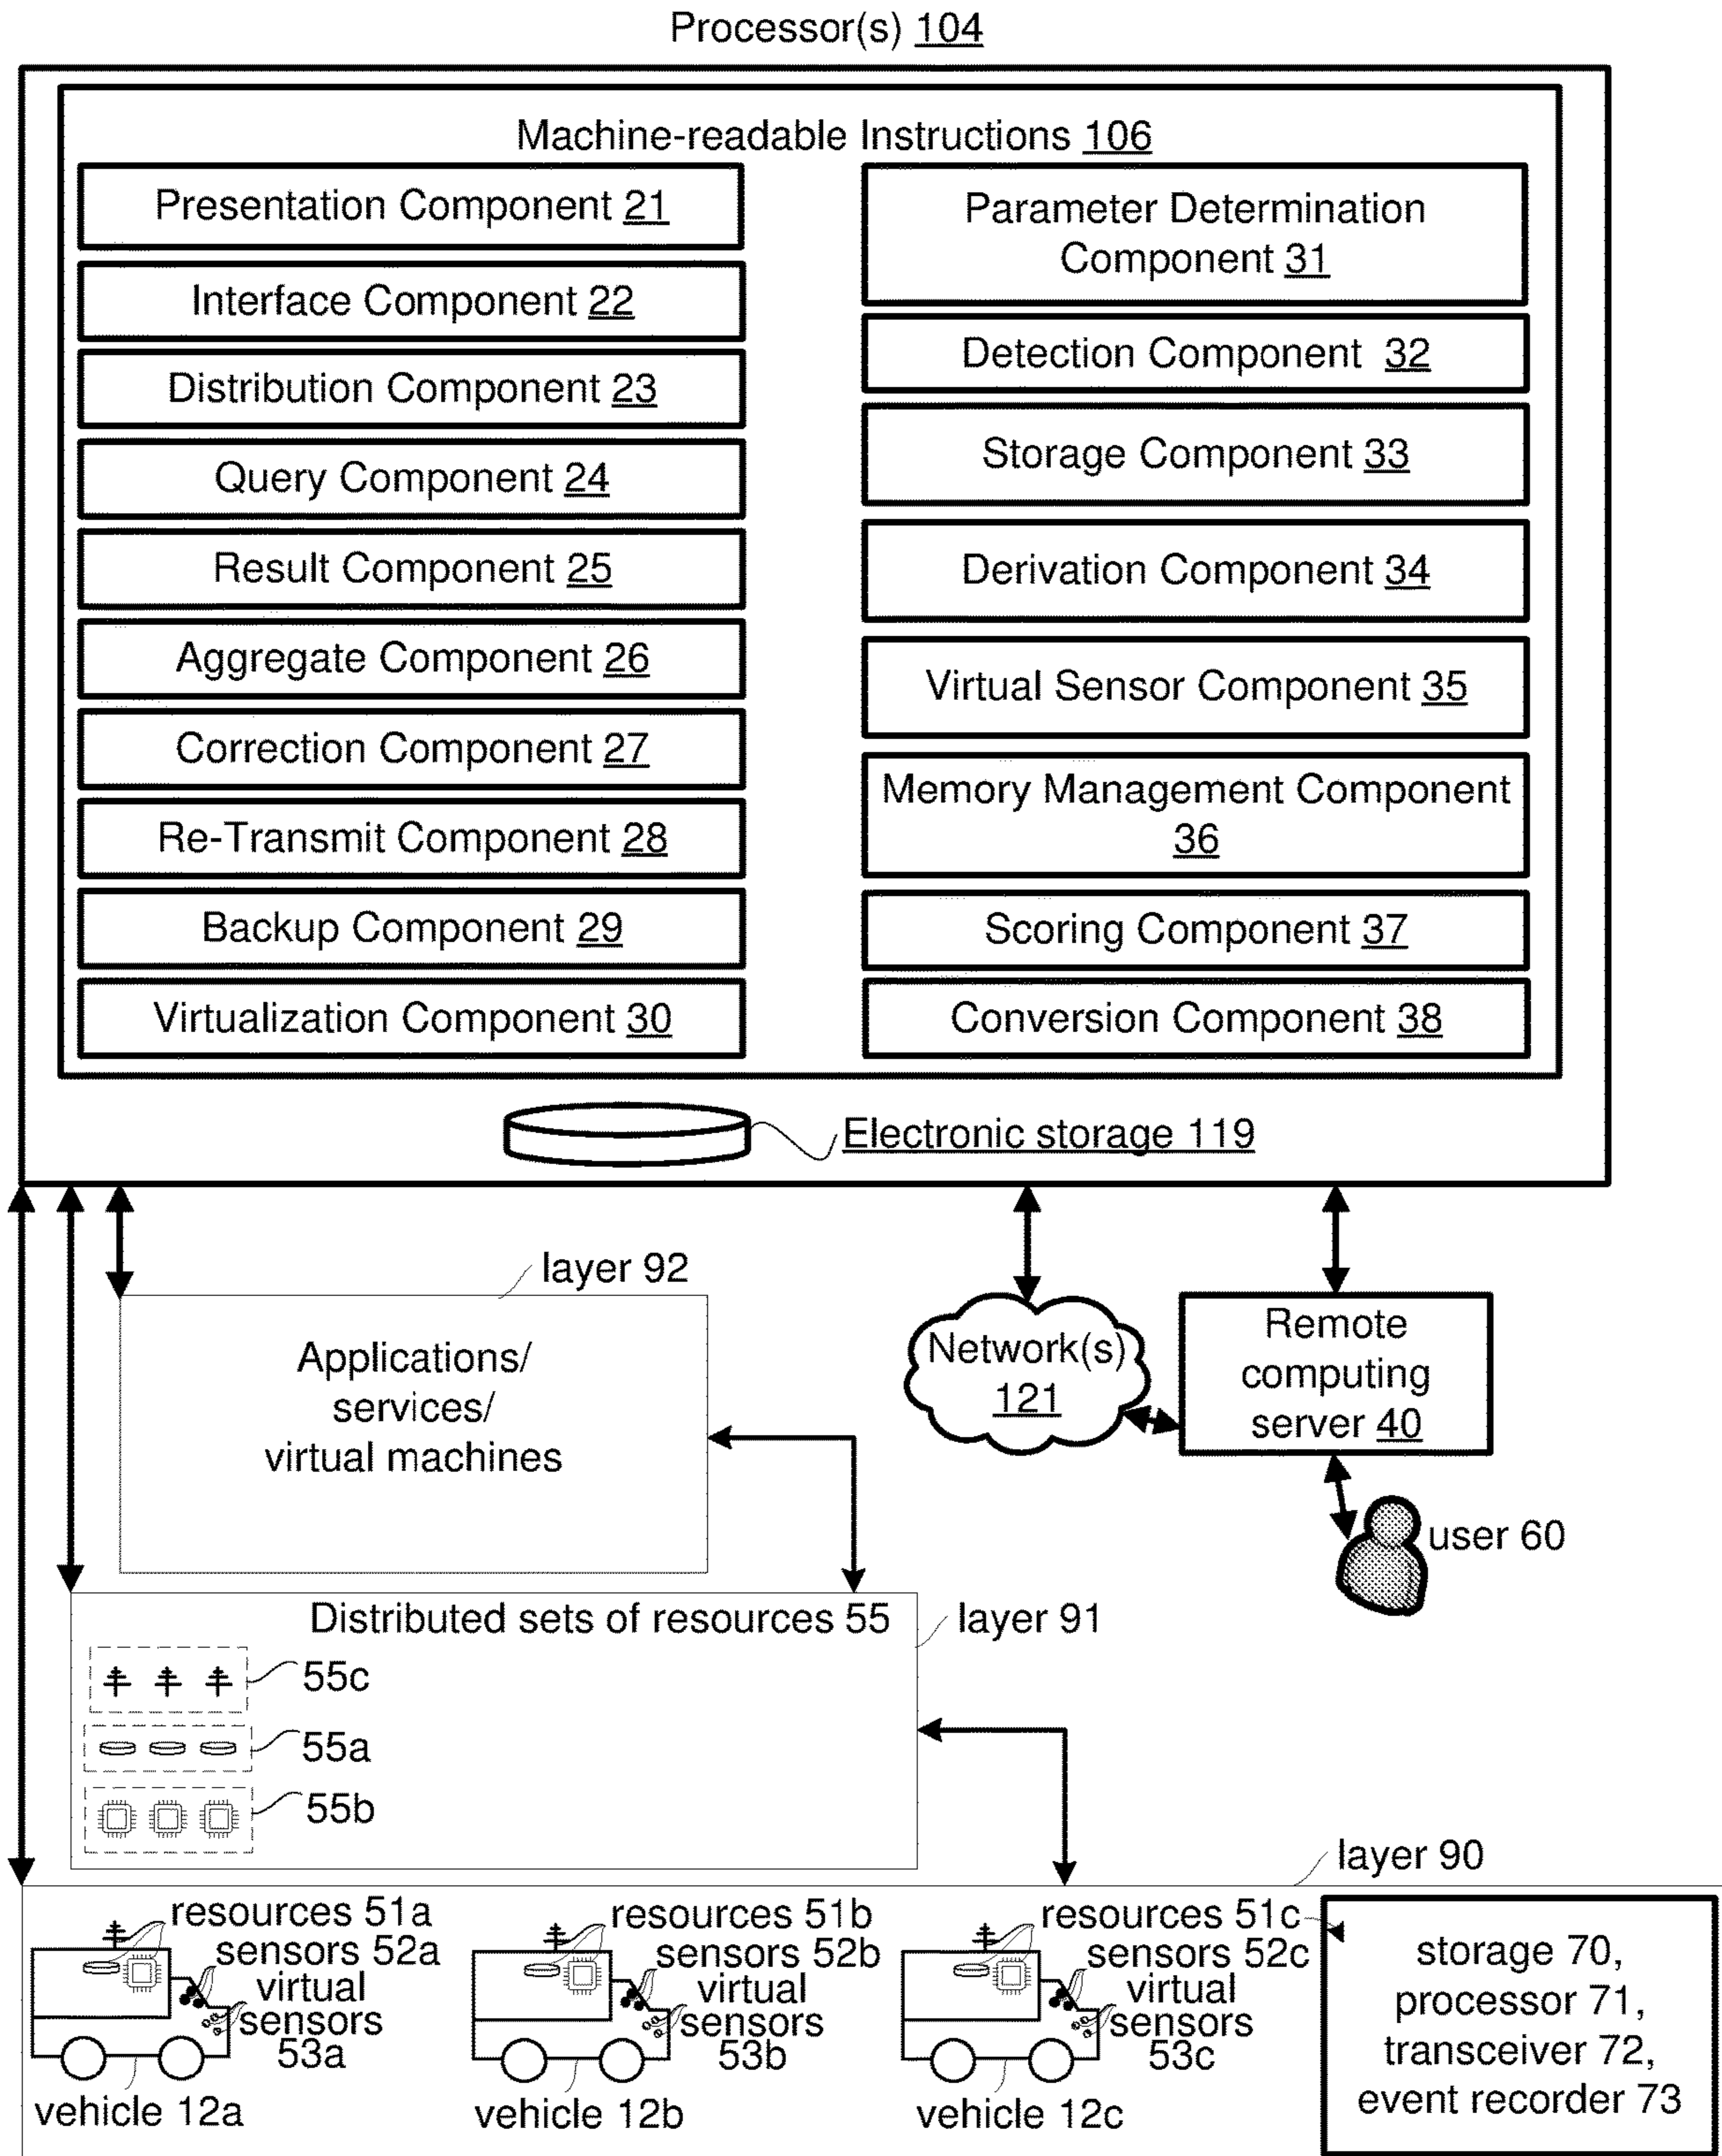 Processor(s) 104
Machine-readable Instructions 106
Presentation Component 21
Interface Component 22
Distribution Component 23
Query Component 24
Result Component 25
Aggregate Component 26
Correction Component 27
Re-Transmit Component 28
Backup Component 29
Virtualization Component 30
Parameter Determination
Component 31
Detection Component 32
Storage Component 33
Derivation Component 34
Virtual Sensor Component 35
Memory Management Component
36
Scoring Component 37
Conversion Component 38
Electronic storage 119
layer 92
Applications/
services/
virtual machines
Network(s)
121
Remote
computing
server 40
user 60
Distributed sets of resources 55
layer 91
55c
55a
55b
layer 90
resources 51a
sensors 52a
virtual
sensors
53a
vehicle 12a
resources 51b
sensors 52b
virtual
sensors
53b
vehicle 12b
resources 51c
sensors 52c
virtual
sensors
53c
vehicle 12c
storage 70,
processor 71,
transceiver 72,
event recorder 73